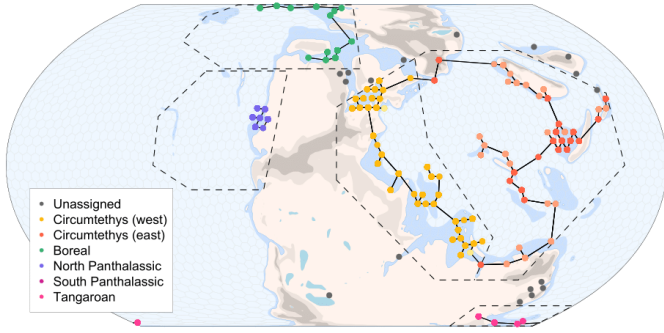 Unassigned
Circumtethys (west)
Circumtethys (east)
Boreal
North Panthalassic
South Panthalassic
Tangaroan